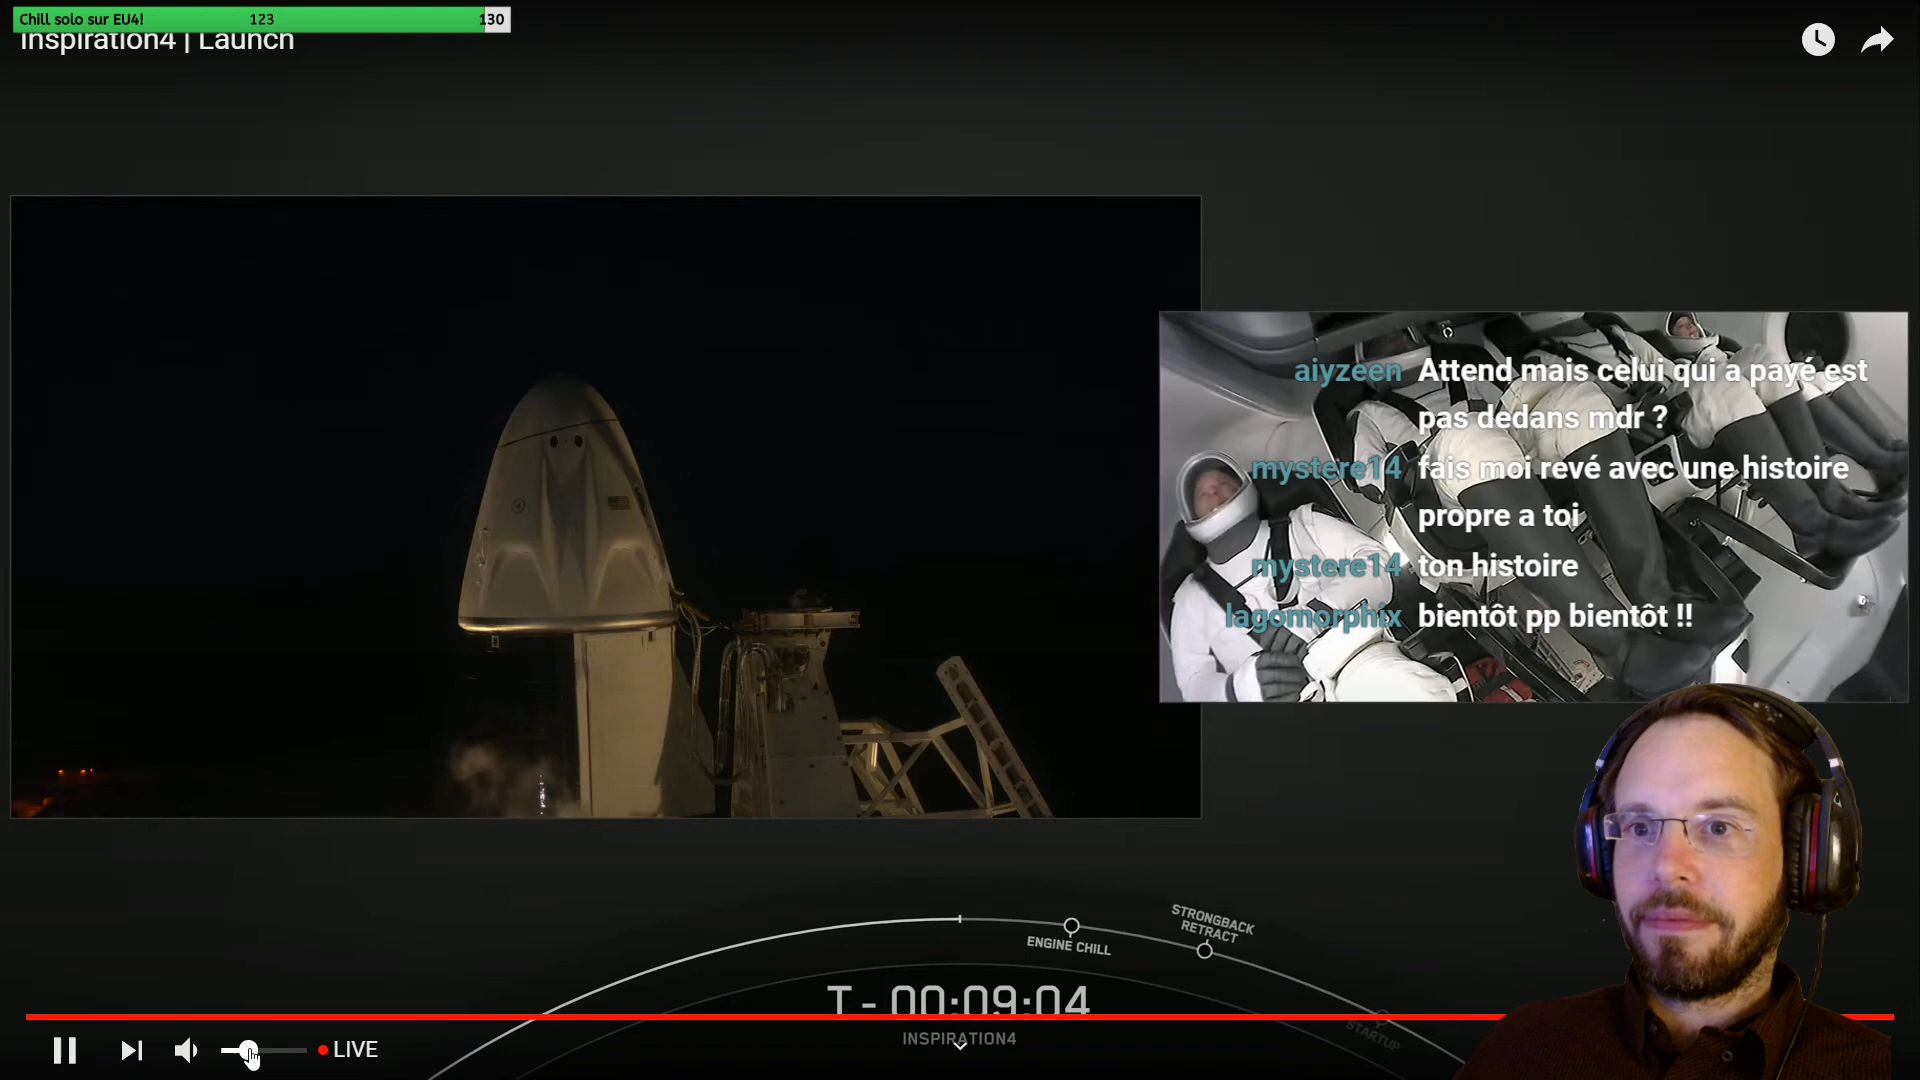 Chill solo sur EU4! 123 130
Inspiration4 | Launch
aiyzeen Attend mais celui qui a payé est
pas dedans mdr ?
mystere14 fais moi revé avec une histoire
propre a toi
mystere14 ton histoire
lagomorphix bientôt pp bientôt !!
STRONGBACK
RETRACT
ENGINE CHILL
T - 00:09:04
STARTUP
INSPIRATION4
LIVE